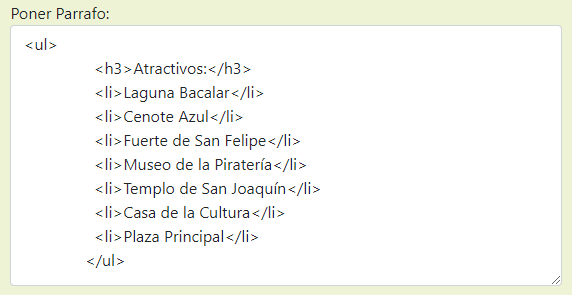 Poner Parrafo:
<ul>
<h3>Atractivos:</h3>
<li>Laguna Bacalar</li>
<li>Cenote Azul</li>
<li>Fuerte de San Felipe</li>
<li>Museo de la Piratería</li>
<li>Templo de San Joaquín</li>
<li>Casa de la Cultura</li>
<li>Plaza Principal</li>
</ul>